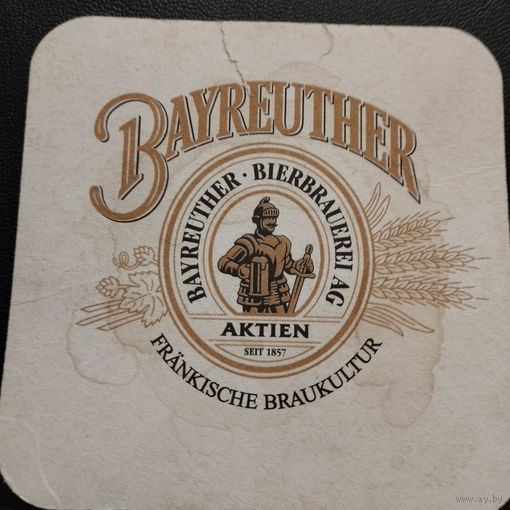 BAYREUTHER
BAYREUTHER · BIERBRAUEREI AG
AKTIEN
SEIT 1857
FRÄNKISCHE BRAUKULTUR
www.ay.by